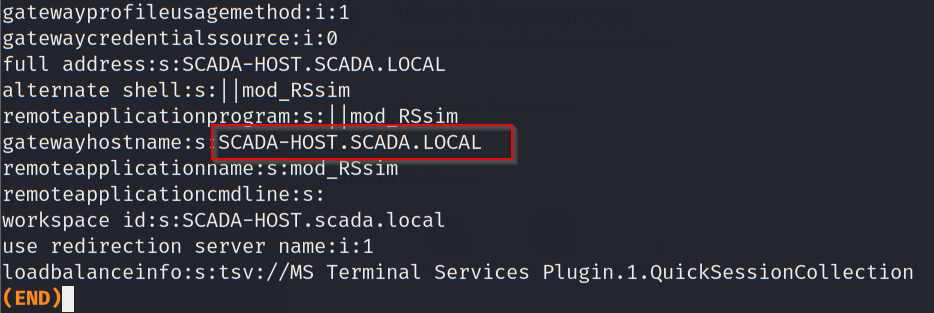 gatewayprofileusagemethod:i:1
gatewaycredentialssource:i:0
full address:s:SCADA-HOST.SCADA.LOCAL
alternate shell:s:||mod_RSsim
remoteapplicationprogram:s:||mod_RSsim
gatewayhostname:s:SCADA-HOST.SCADA.LOCAL
remoteapplicationname:s:mod_RSsim
remoteapplicationcmdline:s:
workspace id:s:SCADA-HOST.scada.local
use redirection server name:i:1
loadbalanceinfo:s:tsv://MS Terminal Services Plugin.1.QuickSessionCollection
(END)